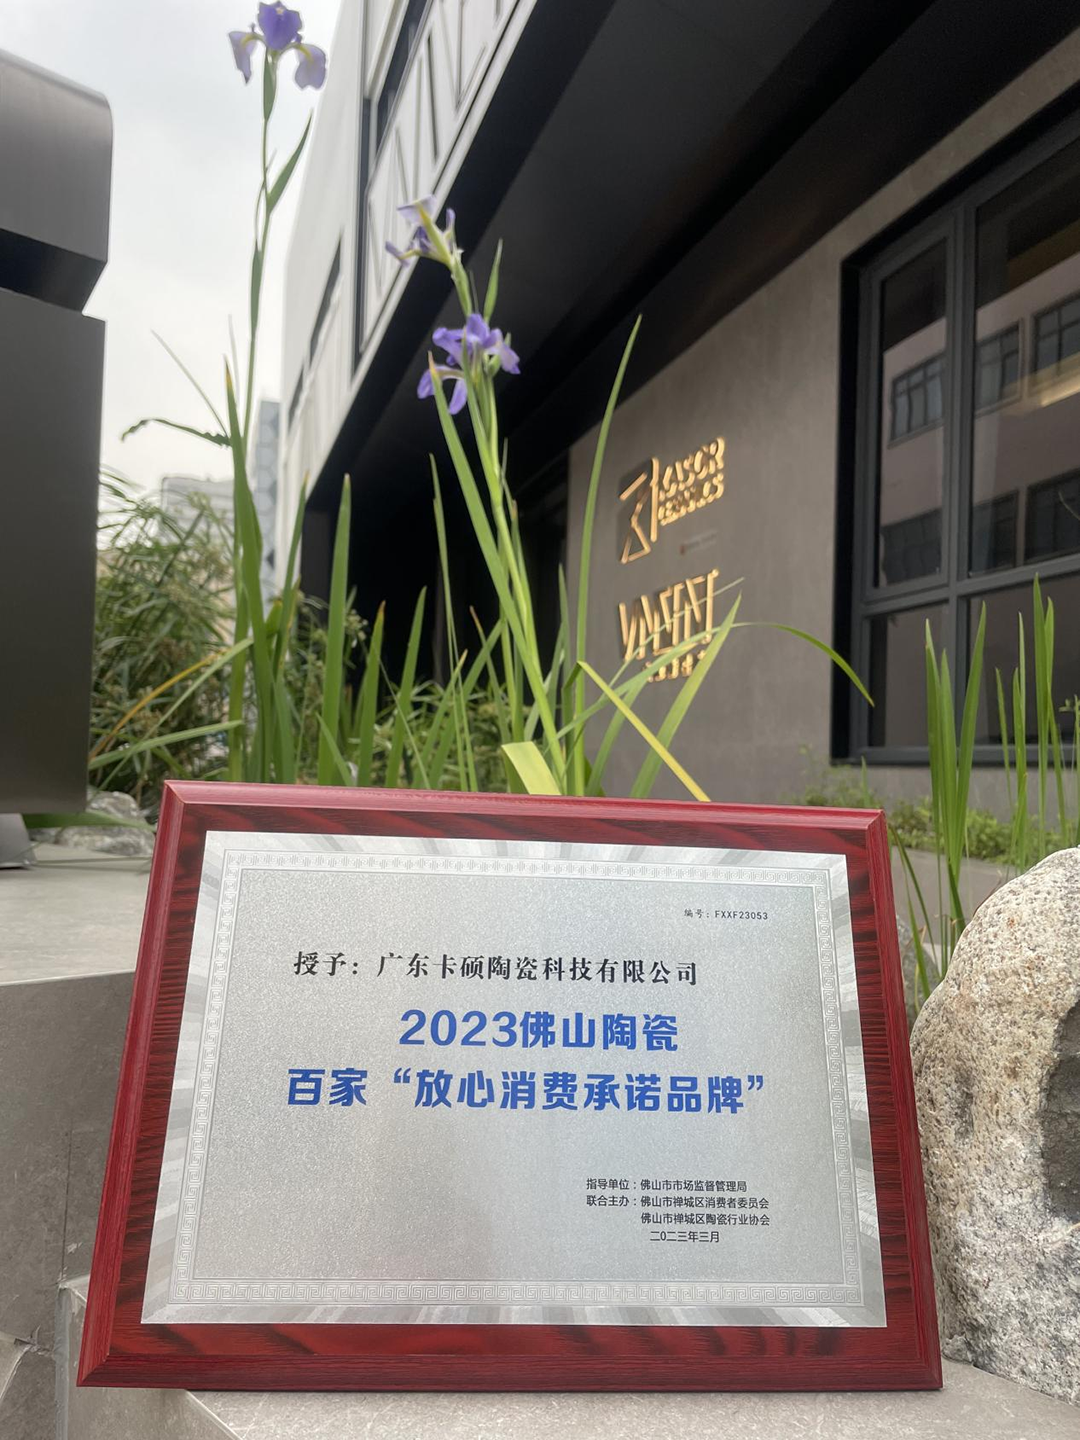 编号：FXXF23053
授予：广东卡硕陶瓷科技有限公司
2023佛山陶瓷
百家“放心消费承诺品牌”
指导单位：佛山市市场监督管理局
联合主办：佛山市禅城区消费者委员会
佛山市禅城区陶瓷行业协会
二〇二三年三月